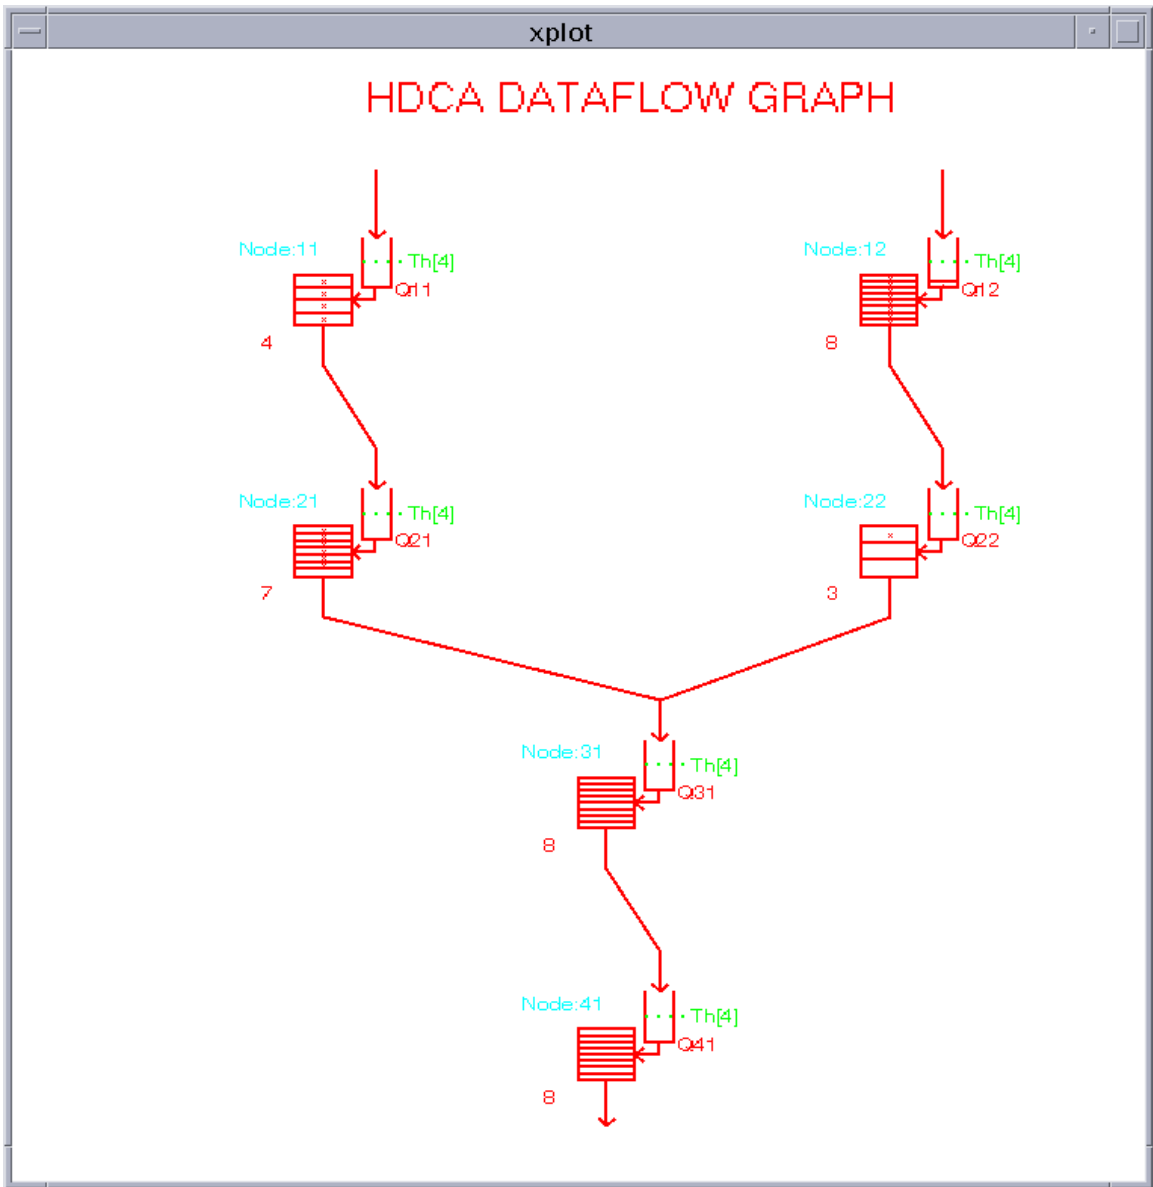 xplot
HDCA DATAFLOW GRAPH
Node:11
Th[4]
Q11
4
Node:12
Th[4]
Q12
8
Node:21
Th[4]
Q21
7
Node:22
Th[4]
Q22
3
Node:31
Th[4]
Q31
8
Node:41
Th[4]
Q41
8